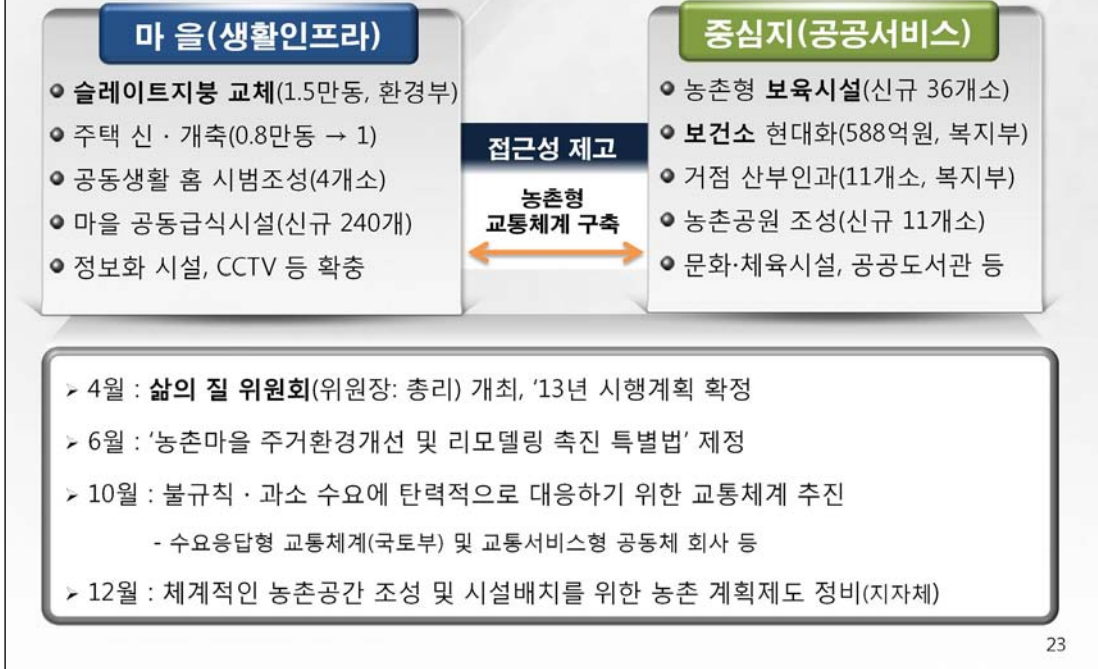 마 을(생활인프라)
● 슬레이트지붕 교체(1.5만동, 환경부)
● 주택 신 · 개축(0.8만동 → 1)
● 공동생활 홈 시범조성(4개소)
● 마을 공동급식시설(신규 240개)
● 정보화 시설, CCTV 등 확충
접근성 제고
농촌형
교통체계 구축
중심지(공공서비스)
● 농촌형 보육시설(신규 36개소)
● 보건소 현대화(588억원, 복지부)
● 거점 산부인과(11개소, 복지부)
● 농촌공원 조성(신규 11개소)
● 문화·체육시설, 공공도서관 등
➢ 4월 : 삶의 질 위원회(위원장: 총리) 개최, ‘13년 시행계획 확정
➢ 6월 : ‘농촌마을 주거환경개선 및 리모델링 촉진 특별법’ 제정
➢ 10월 : 불규칙 · 과소 수요에 탄력적으로 대응하기 위한 교통체계 추진
- 수요응답형 교통체계(국토부) 및 교통서비스형 공동체 회사 등
➢ 12월 : 체계적인 농촌공간 조성 및 시설배치를 위한 농촌 계획제도 정비(지자체)
23